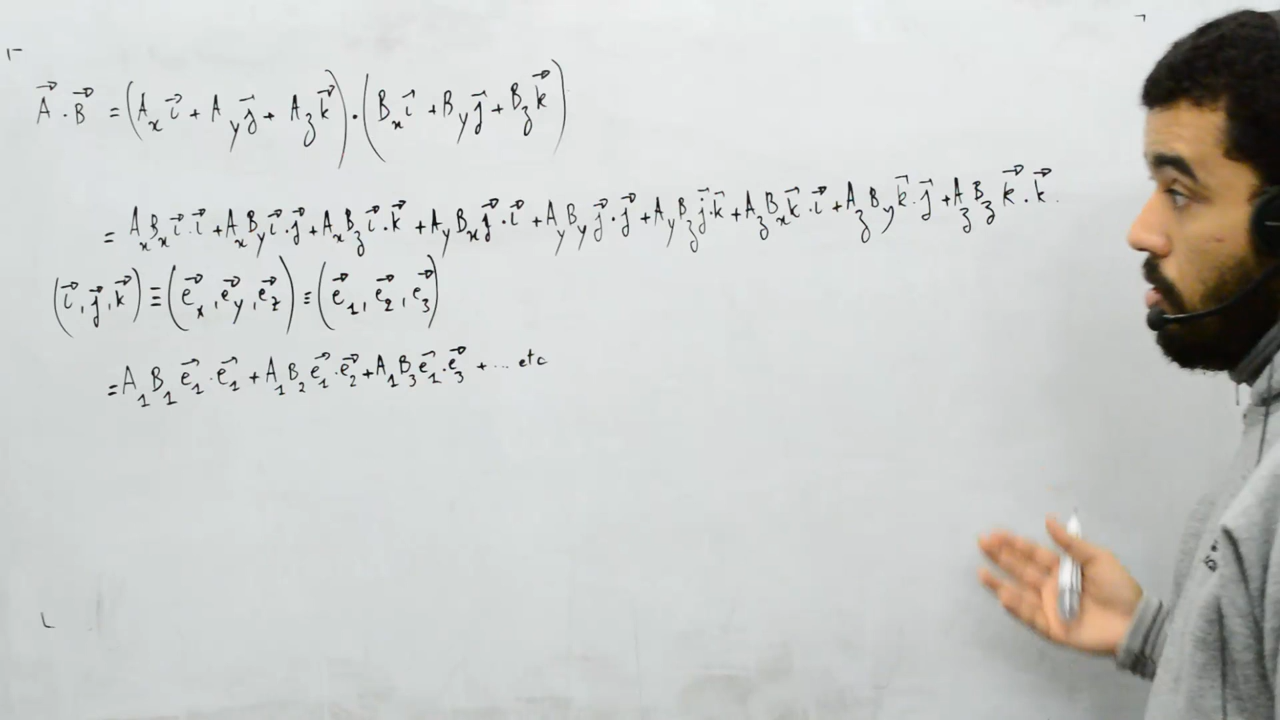 A⃗ · B⃗ = (Aₓ i⃗ + A_y j⃗ + A_z k⃗) · (Bₓ i⃗ + B_y j⃗ + B_z k⃗)
= AₓBₓ i⃗ · i⃗ + AₓB_y i⃗ · j⃗ + AₓB_z i⃗ · k⃗ + A_yBₓ j⃗ · i⃗ + A_yB_y j⃗ · j⃗ + A_yB_z j⃗ · k⃗ + A_zBₓ k⃗ · i⃗ + A_zB_y k⃗ · j⃗ + A_zB_z k⃗ · k⃗.
(i⃗, j⃗, k⃗) ≡ (e⃗ₓ, e⃗_y, e⃗_z) ≡ (e⃗₁, e⃗₂, e⃗₃)
= A₁B₁ e⃗₁ · e⃗₁ + A₁B₂ e⃗₁ · e⃗₂ + A₁B₃ e⃗₁ · e⃗₃ + ... etc